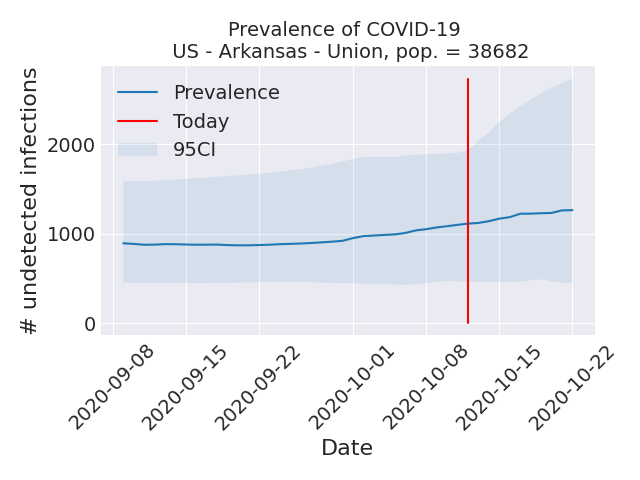 Prevalence of COVID-19
US - Arkansas - Union, pop. = 38682
Prevalence
Today
95CI
2000
1000
0
# undetected infections
2020-09-08
2020-09-15
2020-09-22
2020-10-01
2020-10-08
2020-10-15
2020-10-22
Date